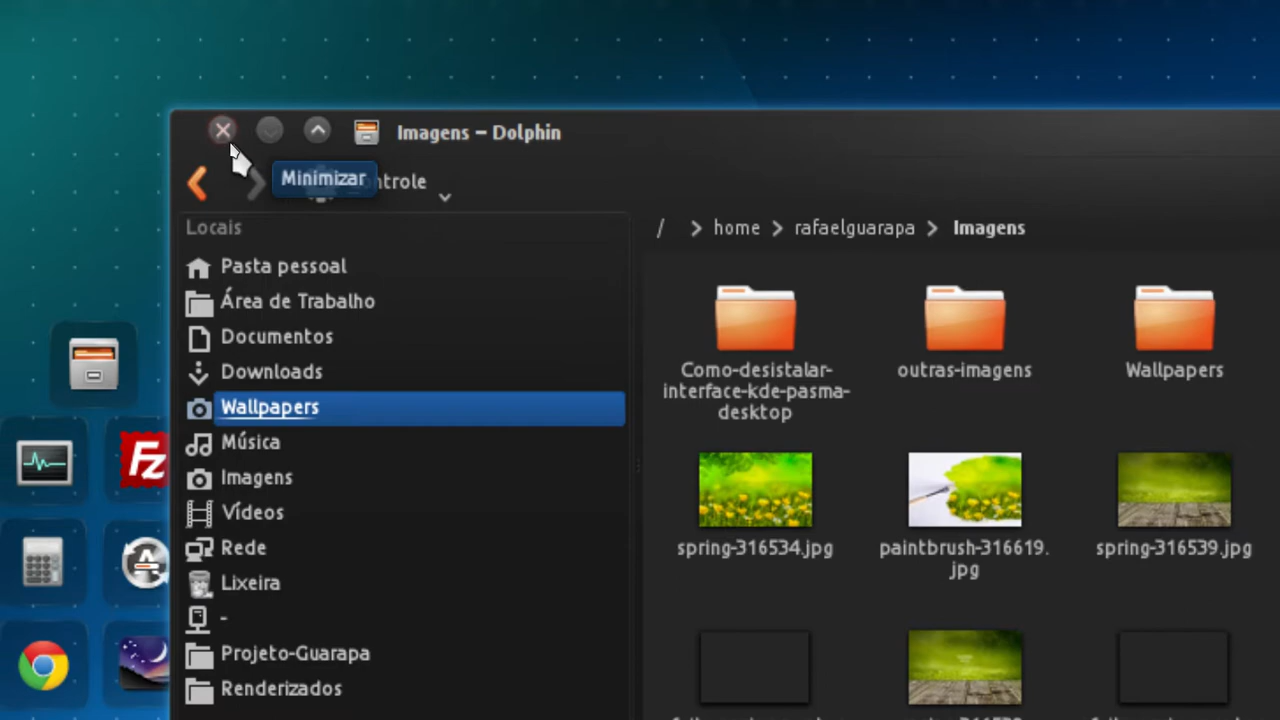 Imagens – Dolphin
Minimizar
ntrole
Locais
/ home rafaelguarapa Imagens
Pasta pessoal
Área de Trabalho
Documentos
Downloads
Wallpapers
Música
Imagens
Vídeos
Rede
Lixeira
-
Projeto-Guarapa
Renderizados
Como-desistalar-
interface-kde-pasma-
desktop
outras-imagens
Wallpapers
spring-316534.jpg
paintbrush-316619.
jpg
spring-316539.jpg
FZ